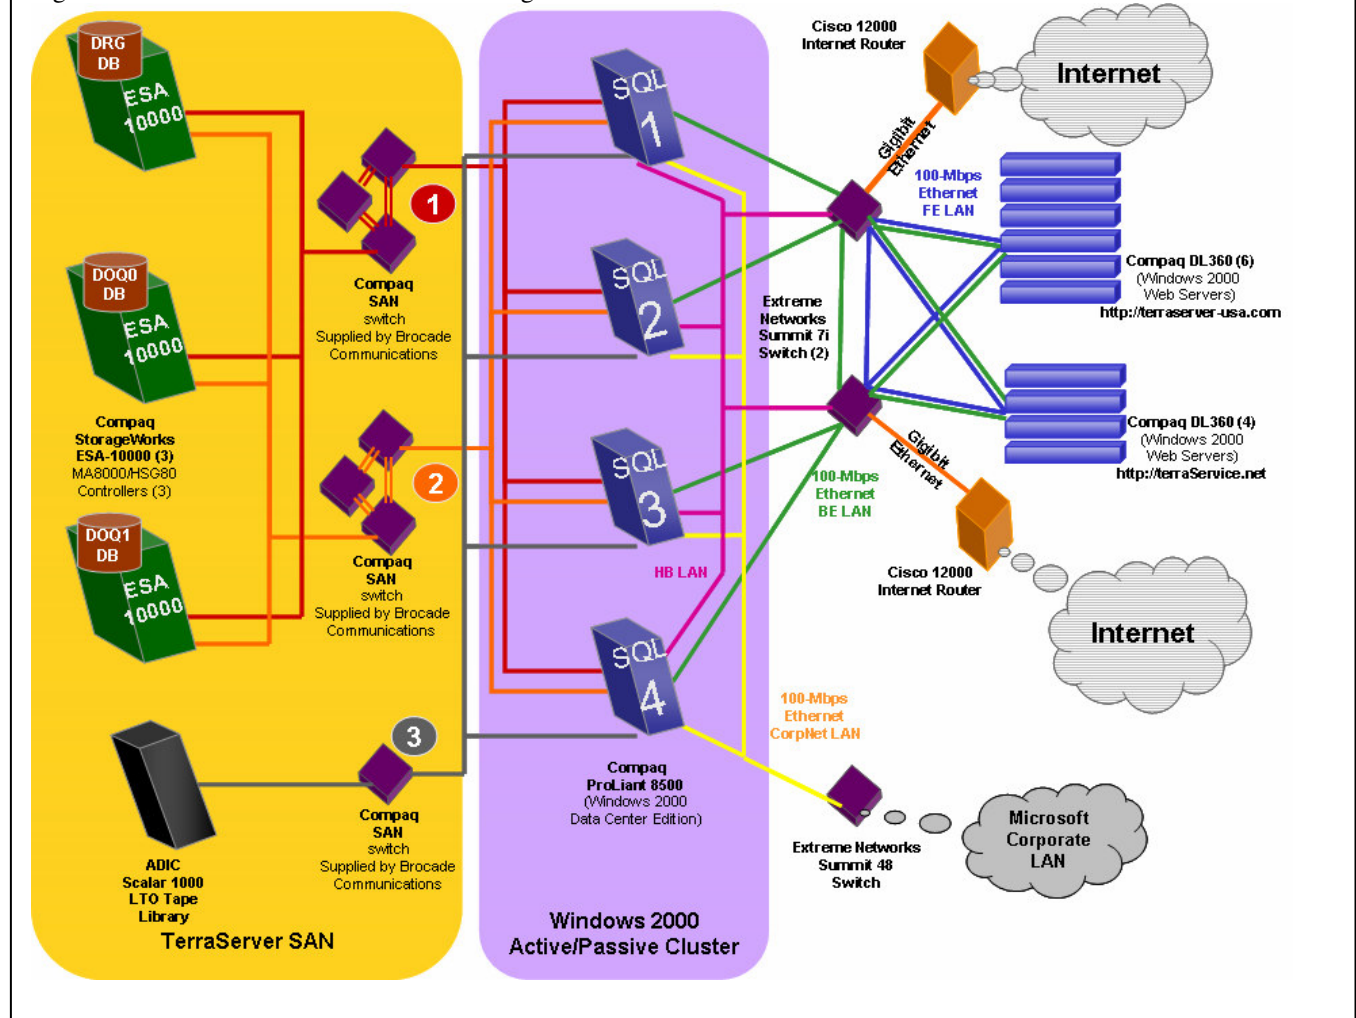 DRG
DB
ESA
10000
DOQ0
DB
ESA
10000
Compaq
StorageWorks
ESA-10000 (3)
MA8000/HSG80
Controllers (3)
DOQ1
DB
ESA
10000
ADIC
Scalar 1000
LTO Tape
Library
1
Compaq
SAN
switch
Supplied by Brocade
Communications
2
Compaq
SAN
switch
Supplied by Brocade
Communications
3
Compaq
SAN
switch
Supplied by Brocade
Communications
TerraServer SAN
SQL
1
SQL
2
SQL
3
SQL
4
HB LAN
Compaq
ProLiant 8500
(Windows 2000
Data Center Edition)
Windows 2000
Active/Passive Cluster
Cisco 12000
Internet Router
Internet
Gigibit
Ethernet
100-Mbps
Ethernet
FE LAN
Compaq DL360 (6)
(Windows 2000
Web Servers)
http://terraserver-usa.com
Extreme
Networks
Summit 7i
Switch (2)
Compaq DL360 (4)
(Windows 2000
Web Servers)
http://terraService.net
Gigibit
Ethernet
100-Mbps
Ethernet
BE LAN
Cisco 12000
Internet Router
Internet
100-Mbps
Ethernet
CorpNet LAN
Extreme Networks
Summit 48
Switch
Microsoft
Corporate
LAN